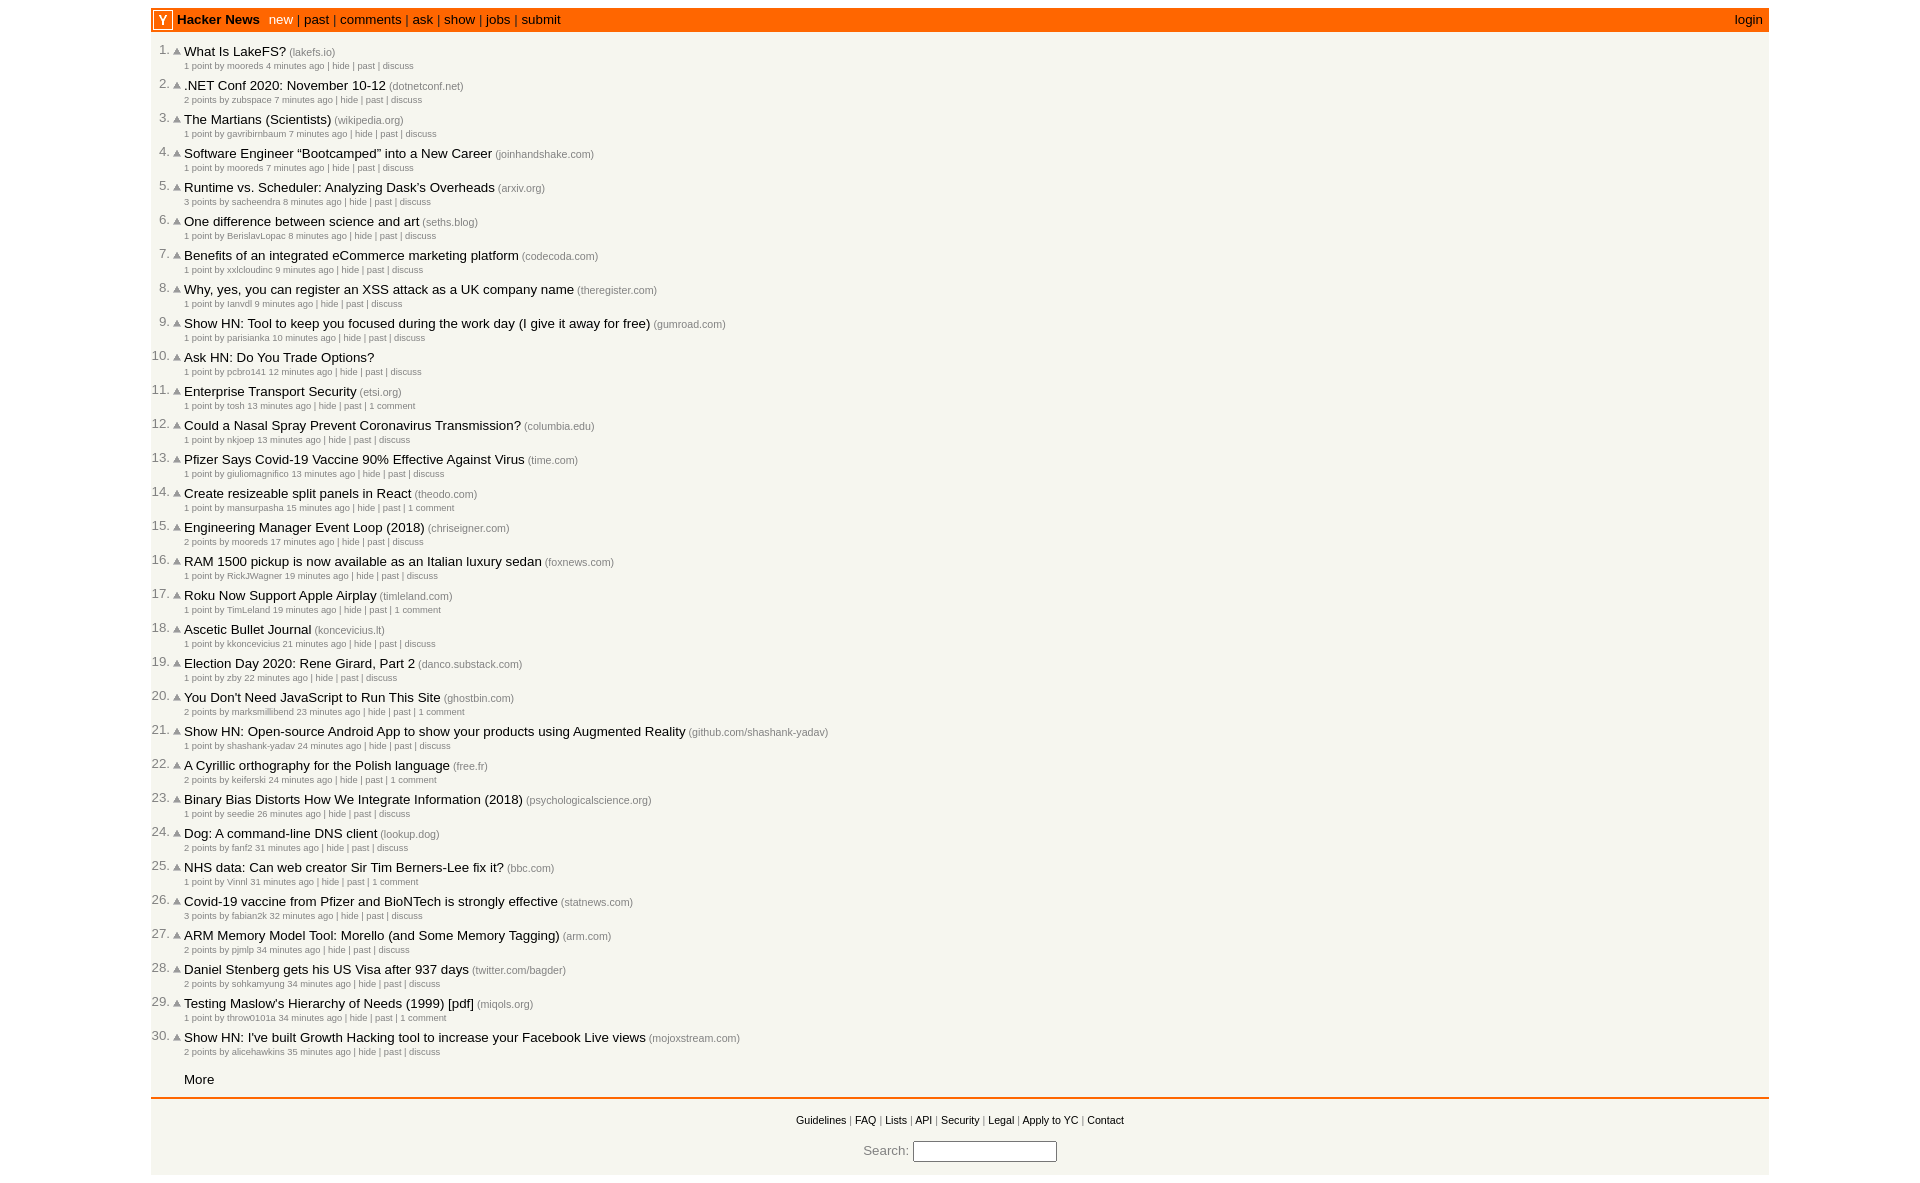 Y Hacker News new | past | comments | ask | show | jobs | submit login
1. What Is LakeFS? (lakefs.io)
1 point by mooreds 4 minutes ago | hide | past | discuss
2. .NET Conf 2020: November 10-12 (dotnetconf.net)
2 points by zubspace 7 minutes ago | hide | past | discuss
3. The Martians (Scientists) (wikipedia.org)
1 point by gavribirnbaum 7 minutes ago | hide | past | discuss
4. Software Engineer “Bootcamped” into a New Career (joinhandshake.com)
1 point by mooreds 7 minutes ago | hide | past | discuss
5. Runtime vs. Scheduler: Analyzing Dask’s Overheads (arxiv.org)
3 points by sacheendra 8 minutes ago | hide | past | discuss
6. One difference between science and art (seths.blog)
1 point by BerislavLopac 8 minutes ago | hide | past | discuss
7. Benefits of an integrated eCommerce marketing platform (codecoda.com)
1 point by xxlcloudinc 9 minutes ago | hide | past | discuss
8. Why, yes, you can register an XSS attack as a UK company name (theregister.com)
1 point by Ianvdl 9 minutes ago | hide | past | discuss
9. Show HN: Tool to keep you focused during the work day (I give it away for free) (gumroad.com)
1 point by parisianka 10 minutes ago | hide | past | discuss
10. Ask HN: Do You Trade Options?
1 point by pcbro141 12 minutes ago | hide | past | discuss
11. Enterprise Transport Security (etsi.org)
1 point by tosh 13 minutes ago | hide | past | 1 comment
12. Could a Nasal Spray Prevent Coronavirus Transmission? (columbia.edu)
1 point by nkjoep 13 minutes ago | hide | past | discuss
13. Pfizer Says Covid-19 Vaccine 90% Effective Against Virus (time.com)
1 point by giuliomagnifico 13 minutes ago | hide | past | discuss
14. Create resizeable split panels in React (theodo.com)
1 point by mansurpasha 15 minutes ago | hide | past | 1 comment
15. Engineering Manager Event Loop (2018) (chriseigner.com)
2 points by mooreds 17 minutes ago | hide | past | discuss
16. RAM 1500 pickup is now available as an Italian luxury sedan (foxnews.com)
1 point by RickJWagner 19 minutes ago | hide | past | discuss
17. Roku Now Support Apple Airplay (timleland.com)
1 point by TimLeland 19 minutes ago | hide | past | 1 comment
18. Ascetic Bullet Journal (koncevicius.lt)
1 point by kkoncevicius 21 minutes ago | hide | past | discuss
19. Election Day 2020: Rene Girard, Part 2 (danco.substack.com)
1 point by zby 22 minutes ago | hide | past | discuss
20. You Don't Need JavaScript to Run This Site (ghostbin.com)
2 points by marksmillibend 23 minutes ago | hide | past | 1 comment
21. Show HN: Open-source Android App to show your products using Augmented Reality (github.com/shashank-yadav)
1 point by shashank-yadav 24 minutes ago | hide | past | discuss
22. A Cyrillic orthography for the Polish language (free.fr)
2 points by keiferski 24 minutes ago | hide | past | 1 comment
23. Binary Bias Distorts How We Integrate Information (2018) (psychologicalscience.org)
1 point by seedie 26 minutes ago | hide | past | discuss
24. Dog: A command-line DNS client (lookup.dog)
2 points by fanf2 31 minutes ago | hide | past | discuss
25. NHS data: Can web creator Sir Tim Berners-Lee fix it? (bbc.com)
1 point by Vinnl 31 minutes ago | hide | past | 1 comment
26. Covid-19 vaccine from Pfizer and BioNTech is strongly effective (statnews.com)
3 points by fabian2k 32 minutes ago | hide | past | discuss
27. ARM Memory Model Tool: Morello (and Some Memory Tagging) (arm.com)
2 points by pjmlp 34 minutes ago | hide | past | discuss
28. Daniel Stenberg gets his US Visa after 937 days (twitter.com/bagder)
2 points by sohkamyung 34 minutes ago | hide | past | discuss
29. Testing Maslow's Hierarchy of Needs (1999) [pdf] (miqols.org)
1 point by throw0101a 34 minutes ago | hide | past | 1 comment
30. Show HN: I've built Growth Hacking tool to increase your Facebook Live views (mojoxstream.com)
2 points by alicehawkins 35 minutes ago | hide | past | discuss
More
Guidelines | FAQ | Lists | API | Security | Legal | Apply to YC | Contact
Search: